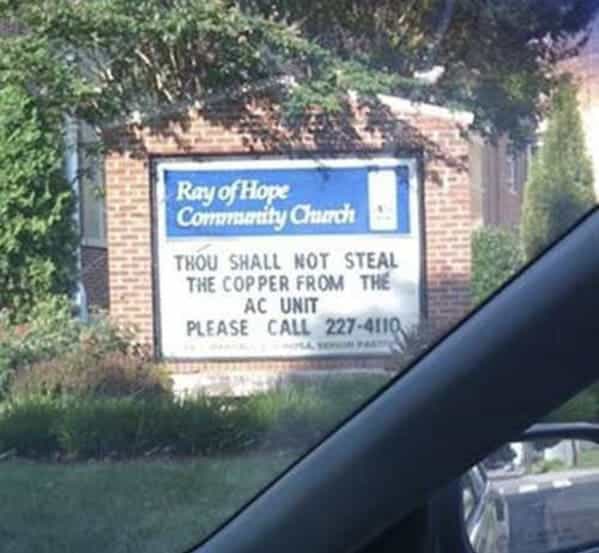 Ray of Hope
Community Church
THOU SHALL NOT STEAL
THE COPPER FROM THE
AC UNIT
PLEASE CALL 227-4110
SENIOR